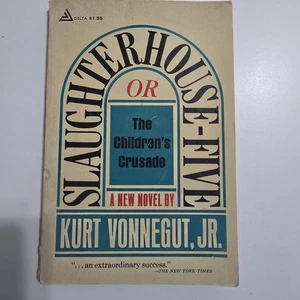 DELTA $1.95
SLAUGHTERHOUSE-FIVE
OR
The
Children's
Crusade
A NEW NOVEL BY
KURT VONNEGUT, JR.
"...an extraordinary success."
—THE NEW YORK TIMES